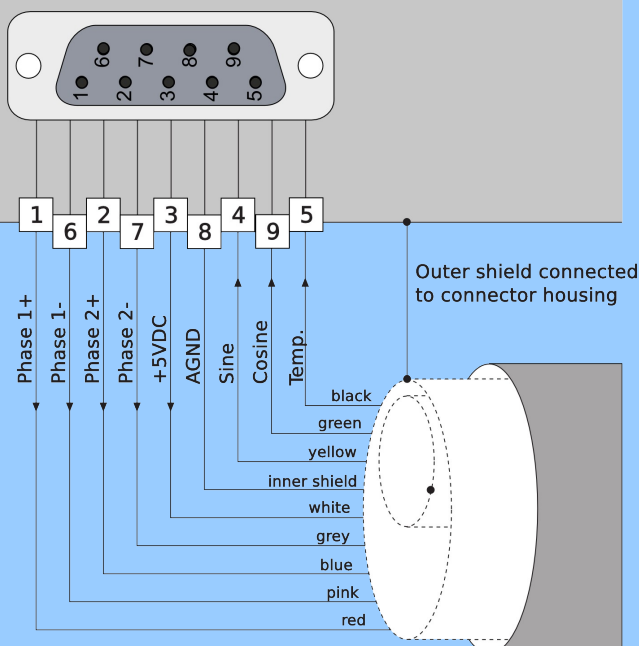 6 7 8 9
1 2 3 4 5
1 6 2 7 3 8 4 9 5
Outer shield connected
to connector housing
Phase 1+
Phase 1-
Phase 2+
Phase 2-
+5VDC
AGND
Sine
Cosine
Temp.
black
green
yellow
inner shield
white
grey
blue
pink
red